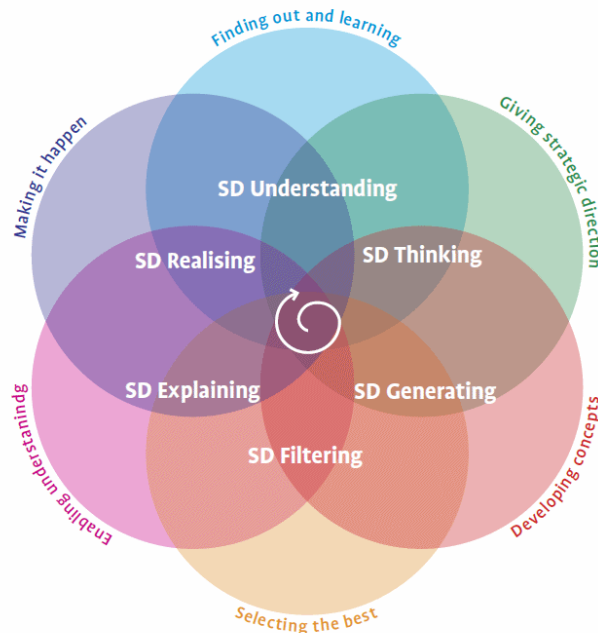 Finding out and learning
Giving strategic direction
Making it happen
SD Understanding
SD Realising
SD Thinking
SD Explaining
SD Generating
SD Filtering
Enabling understanindg
Developing concepts
Selecting the best